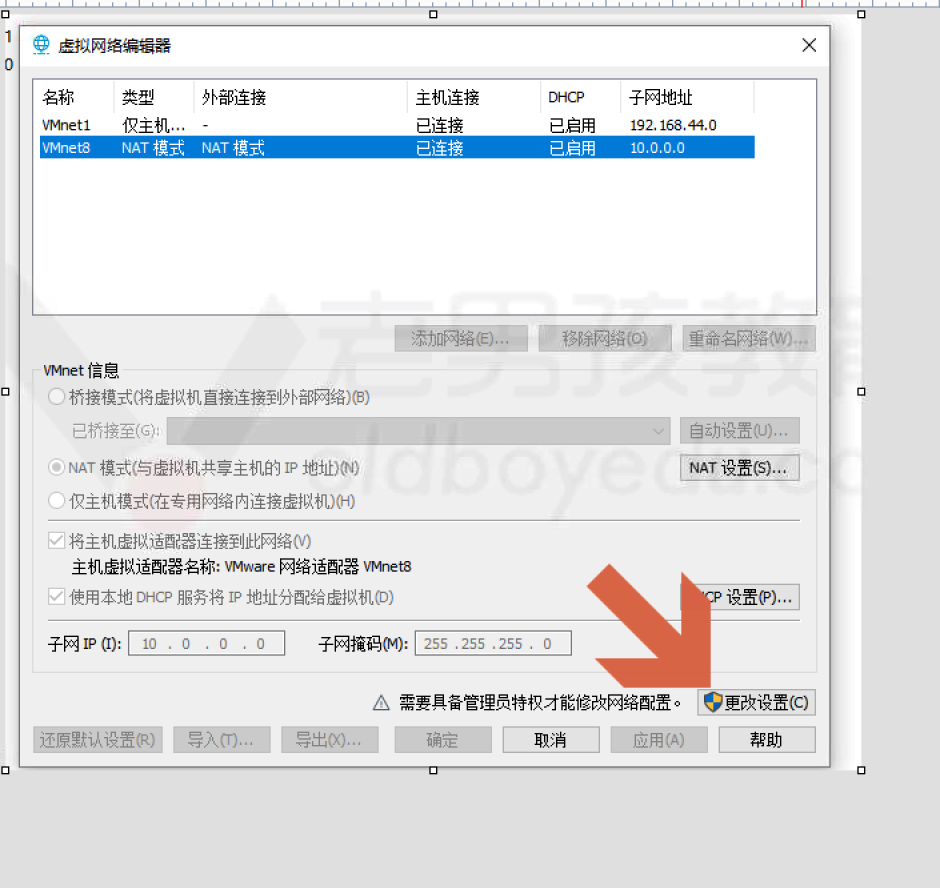 1
0
虚拟网络编辑器
名称 类型 外部连接 主机连接 DHCP 子网地址
VMnet1 仅主机... - 已连接 已启用 192.168.44.0
VMnet8 NAT 模式 NAT 模式 已连接 已启用 10.0.0.0
老男孩教育
添加网络(E)... 移除网络(O) 重命名网络(W)...
VMnet 信息
桥接模式(将虚拟机直接连接到外部网络)(B)
已桥接至(G): 自动设置(U)...
oldboyedu.co
NAT 模式(与虚拟机共享主机的 IP 地址)(N) NAT 设置(S)...
仅主机模式(在专用网络内连接虚拟机)(H)
将主机虚拟适配器连接到此网络(V)
主机虚拟适配器名称: VMware 网络适配器 VMnet8
使用本地 DHCP 服务将 IP 地址分配给虚拟机(D) CP 设置(P)...
子网 IP (I): 10 . 0 . 0 . 0 子网掩码(M): 255 .255 .255 . 0
需要具备管理员特权才能修改网络配置。 更改设置(C)
还原默认设置(R) 导入(T)... 导出(X)... 确定 取消 应用(A) 帮助